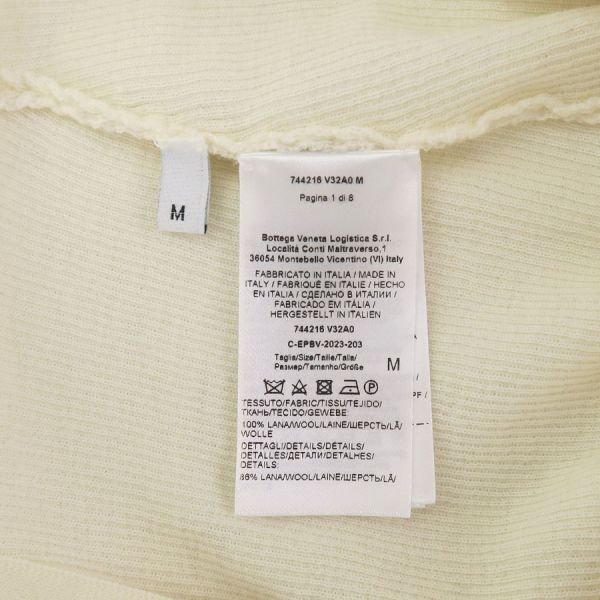 M
744216 V32A0 M
Pagina 1 di 8
Bottega Veneta Logistica S.r.l.
Località Conti Maltraverso,1
36054 Montebello Vicentino (VI) Italy
FABBRICATO IN ITALIA / MADE IN
ITALY / FABRIQUÉ EN ITALIE / HECHO
EN ITALIA / СДЕЛАНО В ИТАЛИИ /
FABRICADO EM ITÁLIA /
HERGESTELLT IN ITALIEN
744216 V32A0
C-EPBV-2023-203
Taglia/Size/Taille/Talla/
Размер/Tamanho/Größe
M
TESSUTO/FABRIC/TISSU/TEJIDO/
ТКАНЬ/TECIDO/GEWEBE:
100% LANA/WOOL/LAINE/ШЕРСТЬ/LÃ/
WOLLE
DETTAGLI/DETAILS/DÉTAILS/
DETALLES/ДЕТАЛИ/DETALHES/
DETAILS:
86% LANA/WOOL/LAINE/ШЕРСТЬ/LÃ/